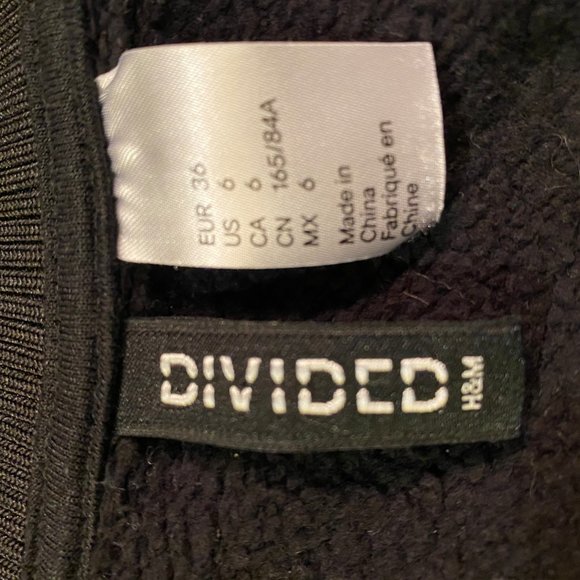 EUR 36
US 6
CA 6
CN 165/84A
MX 6
Made in
China
Fabriqué en
Chine
DIVIDED
H&M